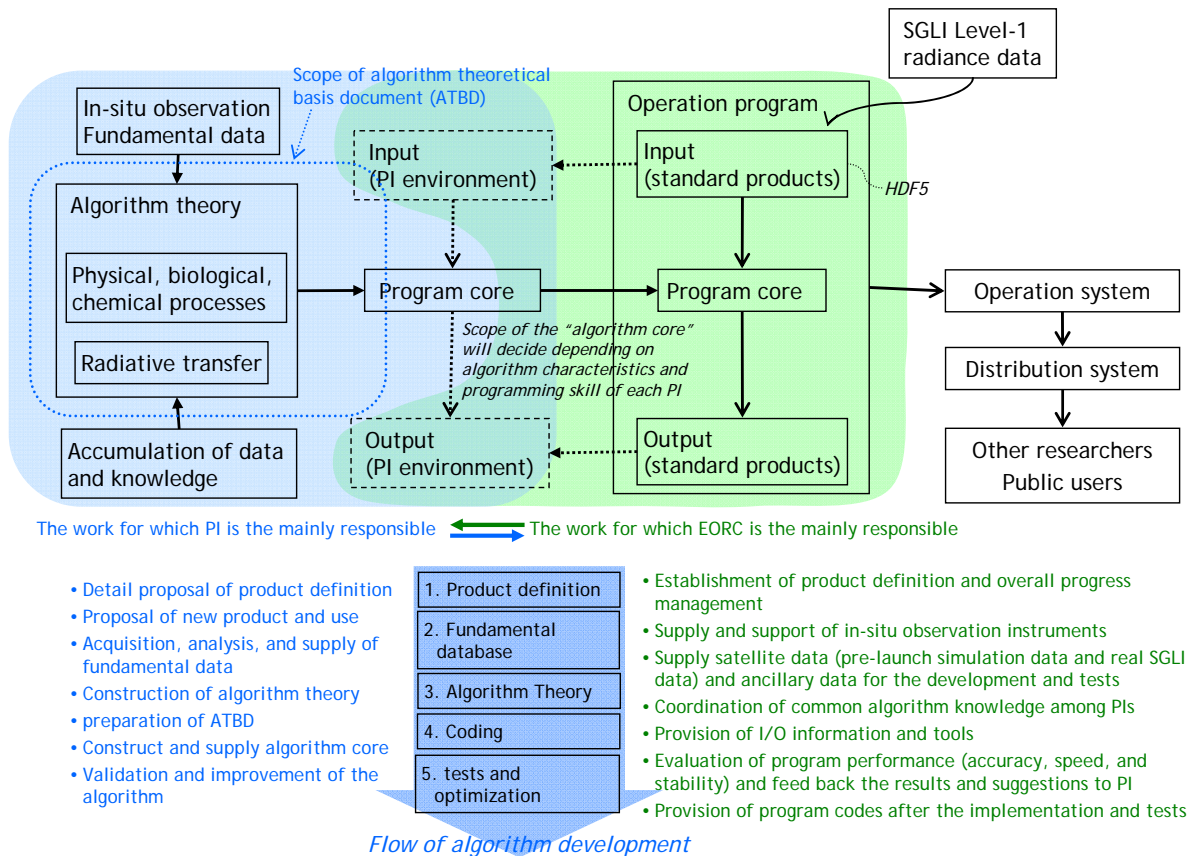 SGLI Level-1
radiance data
Scope of algorithm theoretical
basis document (ATBD)
In-situ observation
Fundamental data
Operation program
Input
(PI environment)
Input
(standard products)
HDF5
Algorithm theory
Physical, biological,
chemical processes
Radiative transfer
Program core
Program core
Operation system
Scope of the “algorithm core”
will decide depending on
algorithm characteristics and
programming skill of each PI
Distribution system
Accumulation of data
and knowledge
Output
(PI environment)
Output
(standard products)
Other researchers
Public users
The work for which PI is the mainly responsible
The work for which EORC is the mainly responsible
• Detail proposal of product definition
• Proposal of new product and use
• Acquisition, analysis, and supply of
fundamental data
• Construction of algorithm theory
• preparation of ATBD
• Construct and supply algorithm core
• Validation and improvement of the
algorithm
1. Product definition
2. Fundamental
database
3. Algorithm Theory
4. Coding
5. tests and
optimization
• Establishment of product definition and overall progress
management
• Supply and support of in-situ observation instruments
• Supply satellite data (pre-launch simulation data and real SGLI
data) and ancillary data for the development and tests
• Coordination of common algorithm knowledge among PIs
• Provision of I/O information and tools
• Evaluation of program performance (accuracy, speed, and
stability) and feed back the results and suggestions to PI
• Provision of program codes after the implementation and tests
Flow of algorithm development